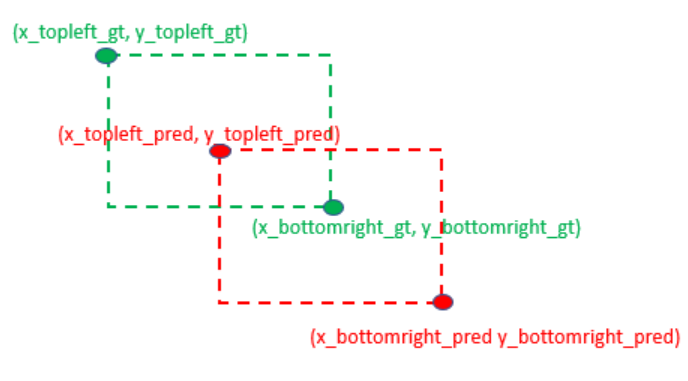 (x_topleft_gt, y_topleft_gt)
(x_topleft_pred, y_topleft_pred)
(x_bottomright_gt, y_bottomright_gt)
(x_bottomright_pred y_bottomright_pred)